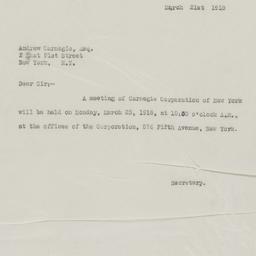 March 21st 1918
Andrew Carnegie, Esq.
2 East 91st Street
New York, N.Y.
Dear Sir:-
A meeting of Carnegie Corporation of New York
will be held on Monday, March 25, 1918, at 10:30 o'clock A.M.,
at the offices of the Corporation, 576 Fifth Avenue, New York.
Secretary.